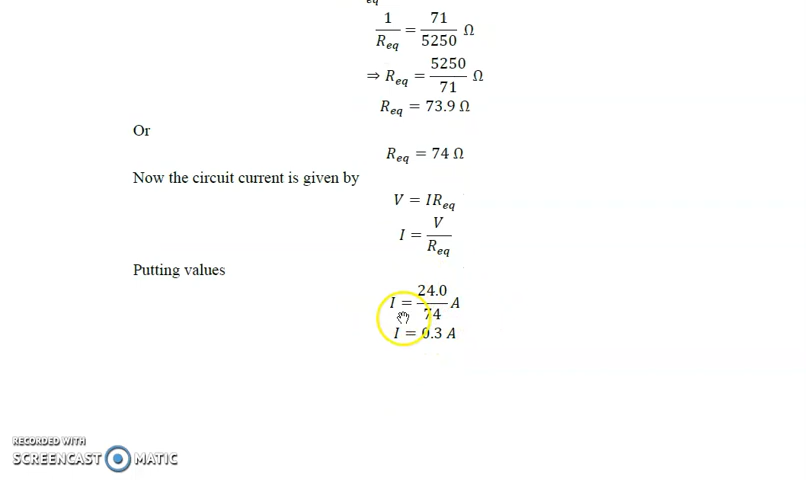 eq
1/R_eq = 71/5250 Ω
⇒ R_eq = 5250/71 Ω
R_eq = 73.9 Ω
Or
R_eq = 74 Ω
Now the circuit current is given by
V = IR_eq
I = V/R_eq
Putting values
I = 24.0/74 A
I = 0.3 A
RECORDED WITH
SCREENCAST MATIC